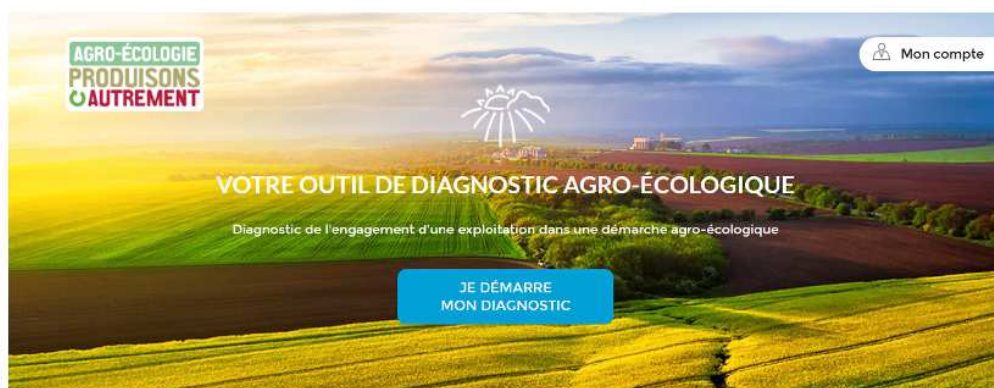 AGRO-ÉCOLOGIE
PRODUISONS
AUTREMENT
Mon compte
VOTRE OUTIL DE DIAGNOSTIC AGRO-ÉCOLOGIQUE
Diagnostic de l'engagement d'une exploitation dans une démarche agro-écologique
JE DÉMARRE
MON DIAGNOSTIC